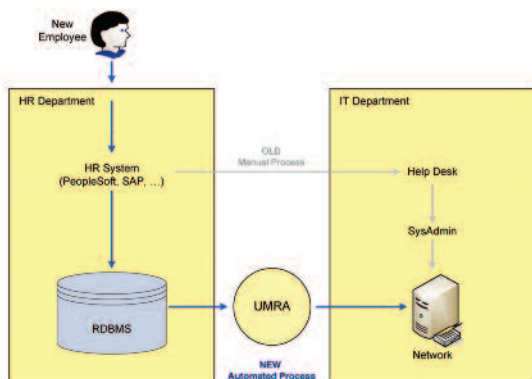 New
Employee
HR Department
IT Department
HR System
(PeopleSoft, SAP, ...)
OLD
Manual Process
Help Desk
SysAdmin
RDBMS
UMRA
Network
NEW
Automated Process